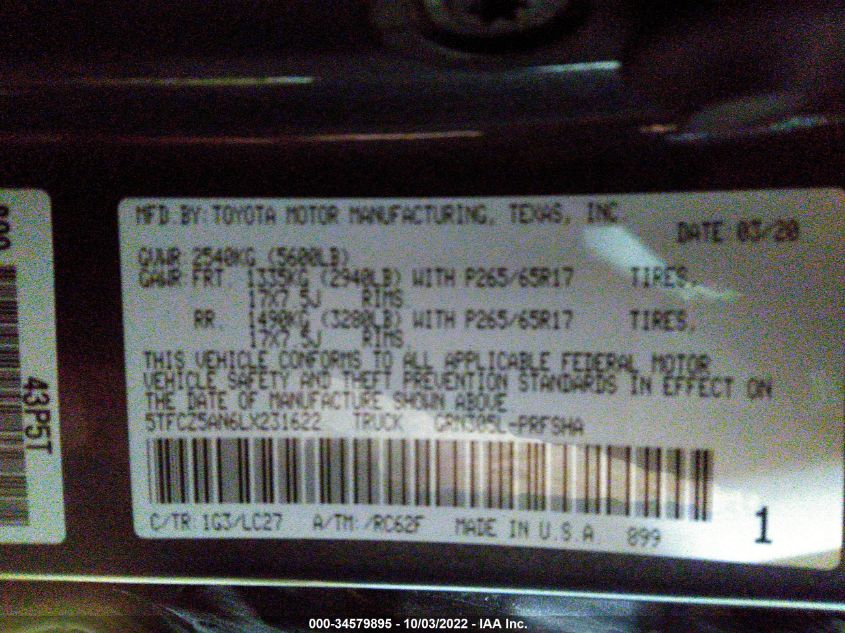 MFD.BY:TOYOTA MOTOR MANUFACTURING, TEXAS, INC.
DATE 03/20
GVWR:2540KG (5600LB)
GAWR:FRT. 1335KG (2940LB) WITH P265/65R17 TIRES,
17X7.5J RIMS,
RR. 1490KG (3280LB) WITH P265/65R17 TIRES,
17X7.5J RIMS,
THIS VEHICLE CONFORMS TO ALL APPLICABLE FEDERAL MOTOR
VEHICLE SAFETY AND THEFT PREVENTION STANDARDS IN EFFECT ON
THE DATE OF MANUFACTURE SHOWN ABOVE
5TFCZ5AN6LX231622 TRUCK GRN305L-PRFSHA
C/TR:1G3/LC27 A/TM:/RC62F MADE IN U.S.A 899
1
43P5T
000-34579895 - 10/03/2022 - IAA Inc.